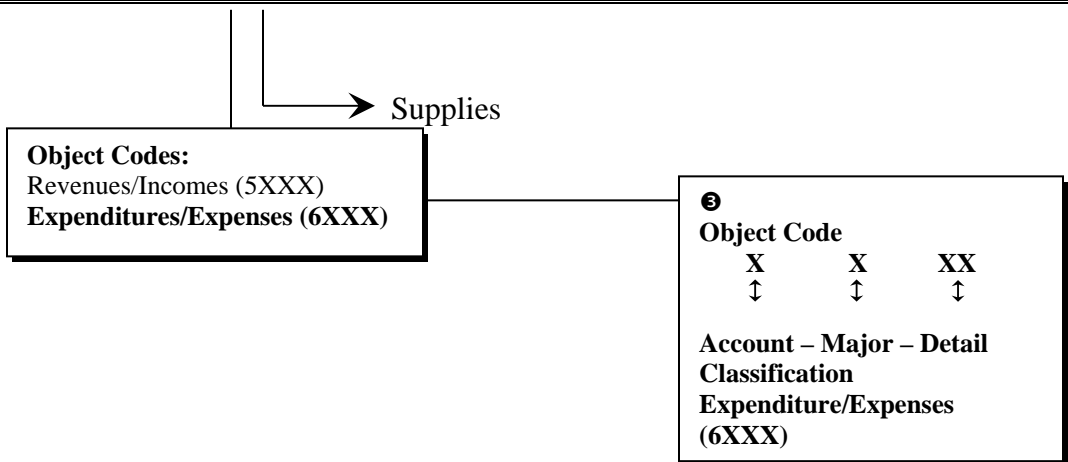 Supplies
Object Codes:
Revenues/Incomes (5XXX)
Expenditures/Expenses (6XXX)
❸
Object Code
X X XX
↕ ↕ ↕
Account – Major – Detail
Classification
Expenditure/Expenses
(6XXX)